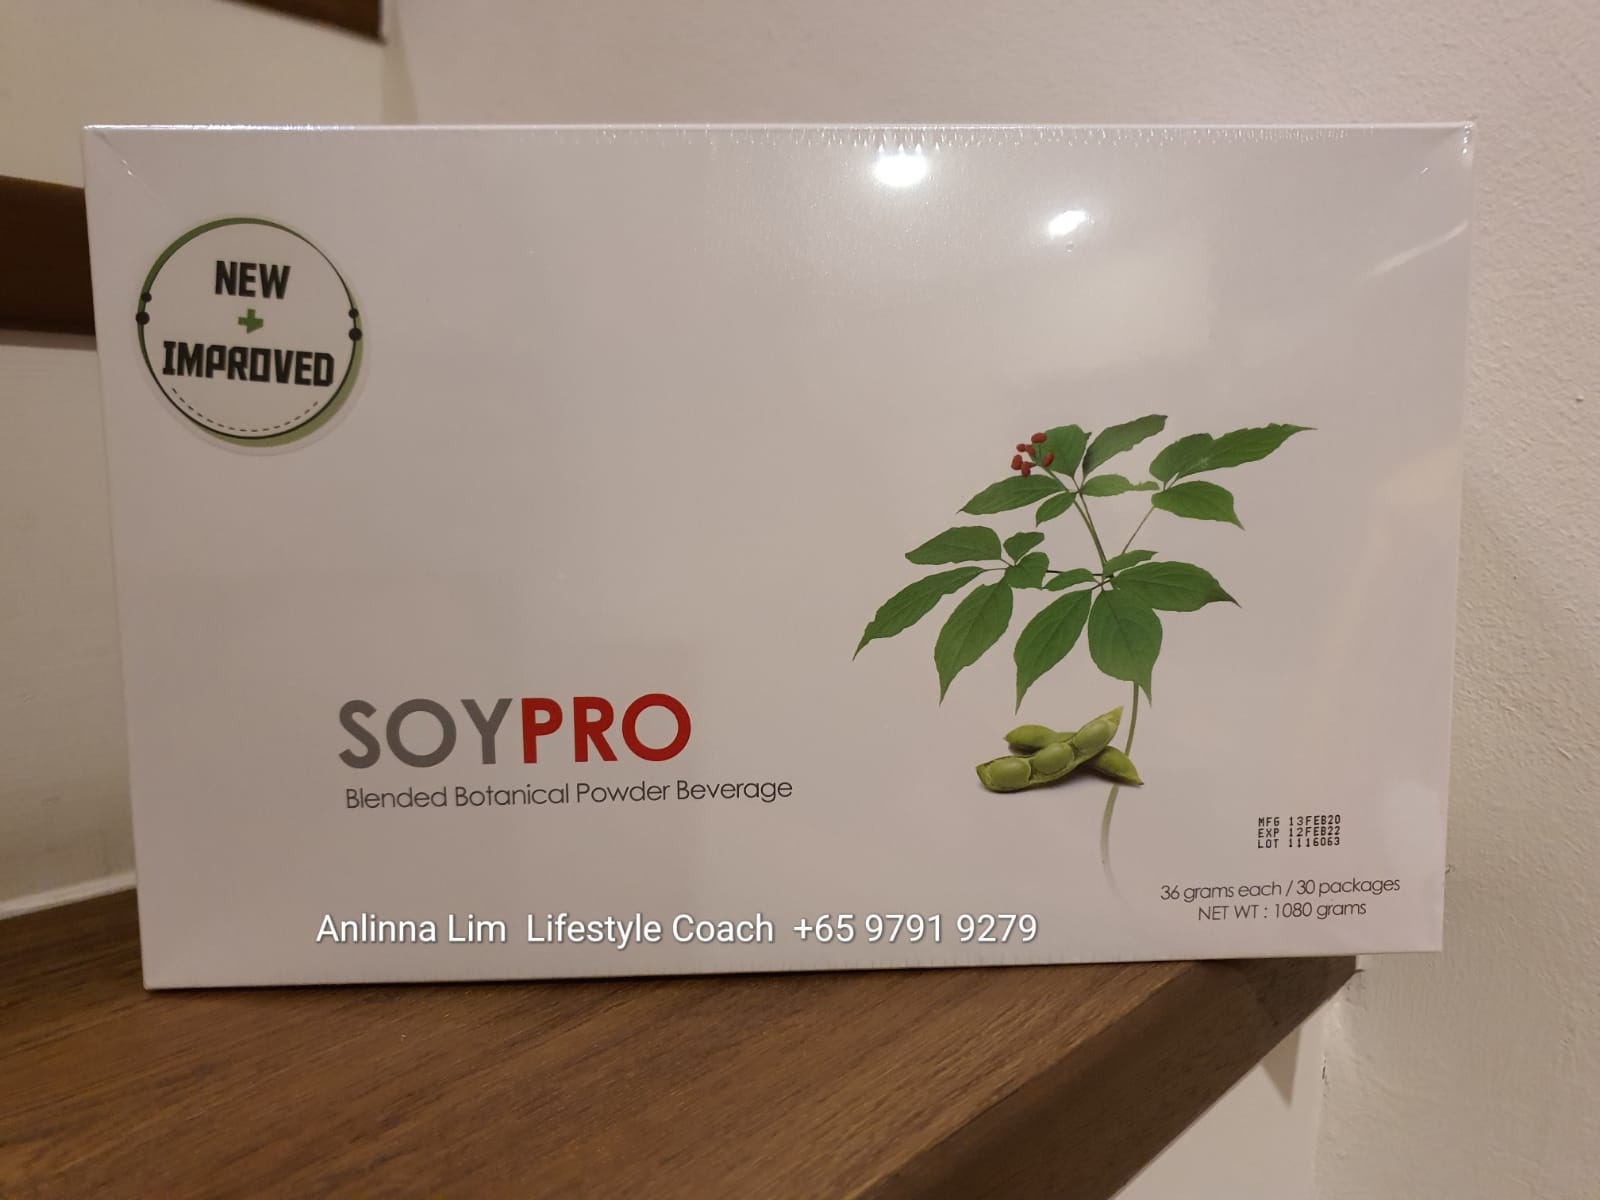 NEW
+
IMPROVED
SOYPRO
Blended Botanical Powder Beverage
MFG 13FEB20
EXP 12FEB22
LOT 1116063
36 grams each / 30 packages
NET WT : 1080 grams
Anlinna Lim  Lifestyle Coach  +65 9791 9279